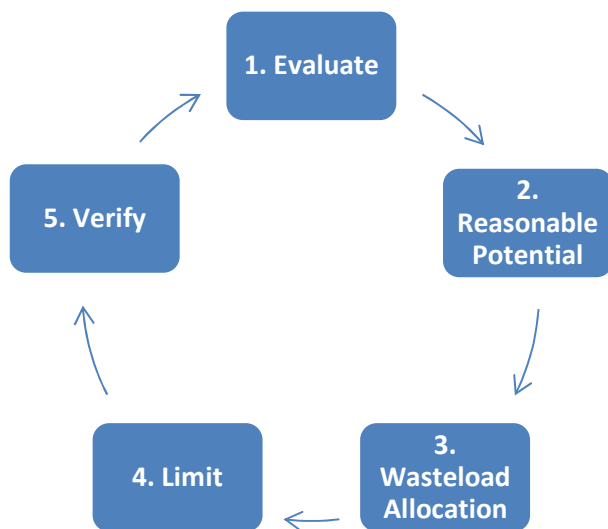 1. Evaluate
2.
Reasonable
Potential
3.
Wasteload
Allocation
4. Limit
5. Verify